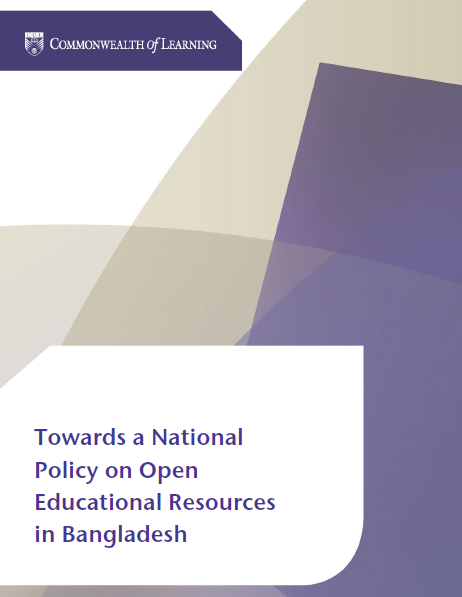 COMMONWEALTH of LEARNING
Towards a National
Policy on Open
Educational Resources
in Bangladesh